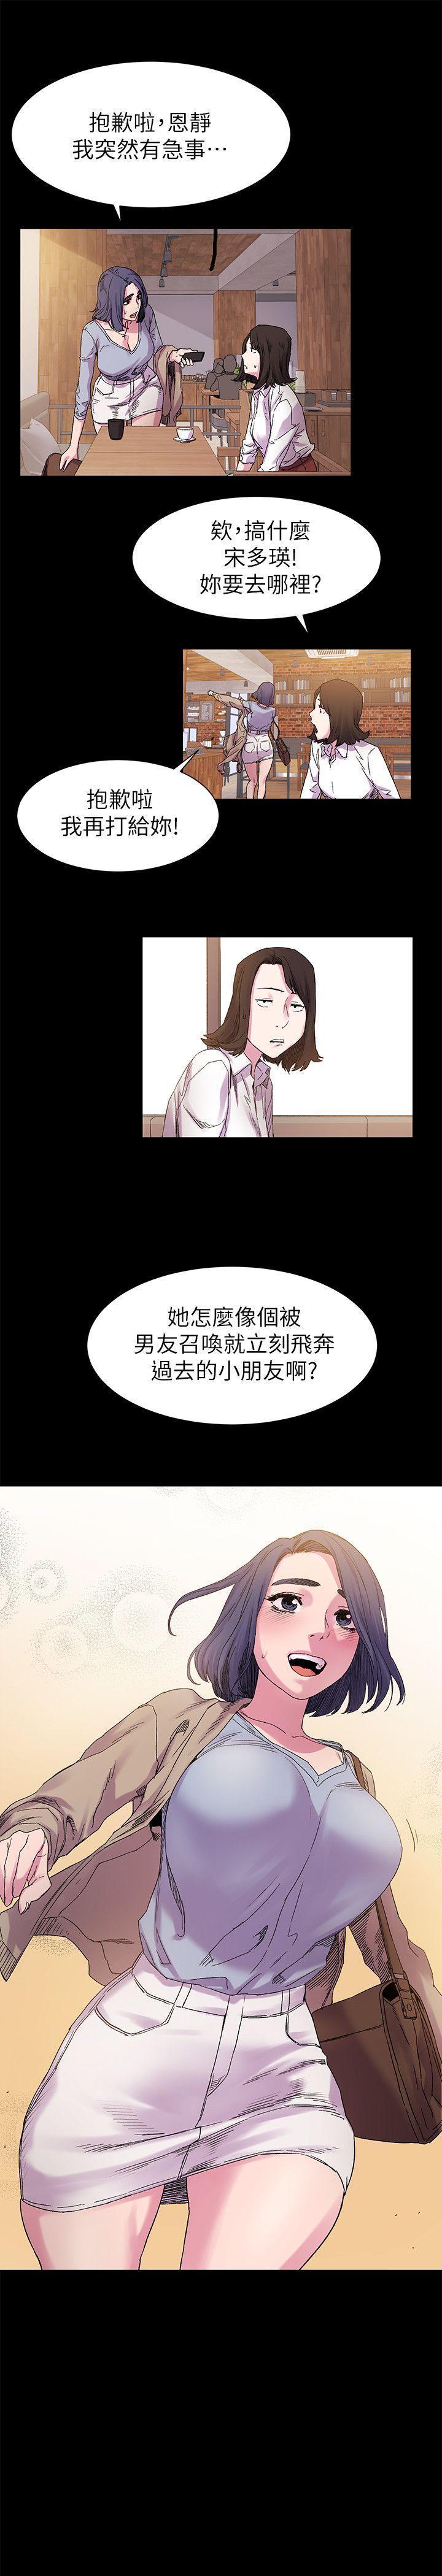 抱歉啦，恩靜
我突然有急事⋯
欸，搞什麼
宋多瑛！
妳要去哪裡？
抱歉啦
我再打給妳！
她怎麼像個被
男友召喚就立刻飛奔
過去的小朋友啊？